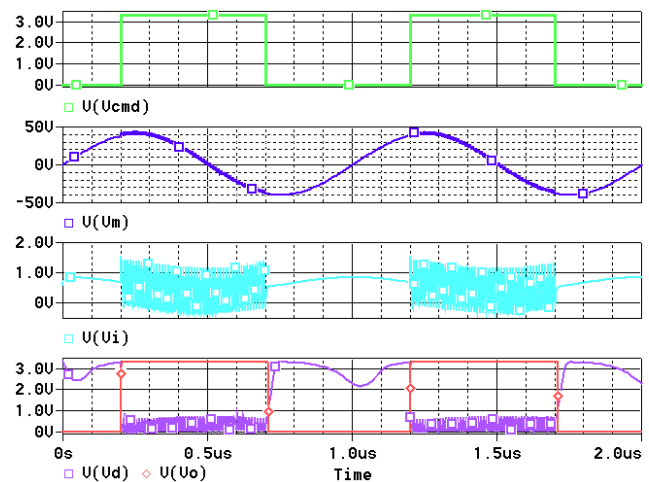 3.0V
2.0V
1.0V
0V
V(Vcmd)
50V
0V
-50V
V(Vm)
2.0V
1.0V
0V
V(Vi)
3.0V
2.0V
1.0V
0V
0s 0.5us 1.0us 1.5us 2.0us
V(Vd) V(Vo) Time